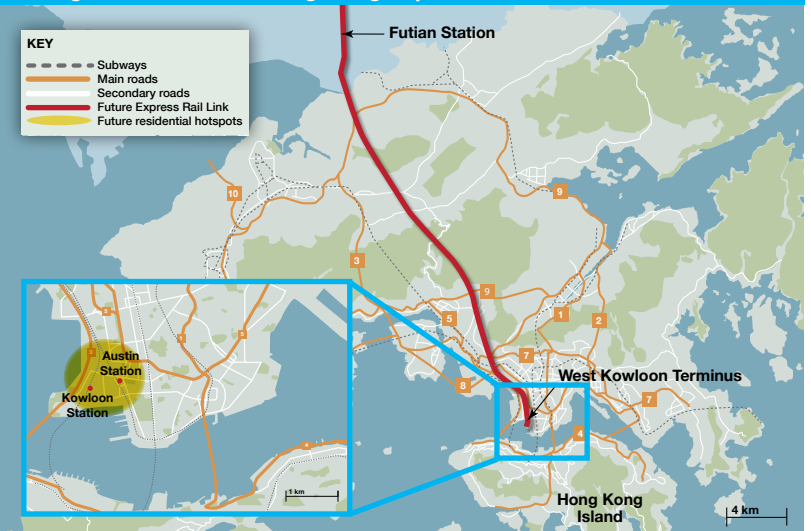 Futian Station
KEY
Subways
Main roads
Secondary roads
Future Express Rail Link
Future residential hotspots
10
9
3
9
5
1
2
7
8
West Kowloon Terminus
7
4
Austin
Station
Kowloon
Station
1 km
Hong Kong
Island
4 km